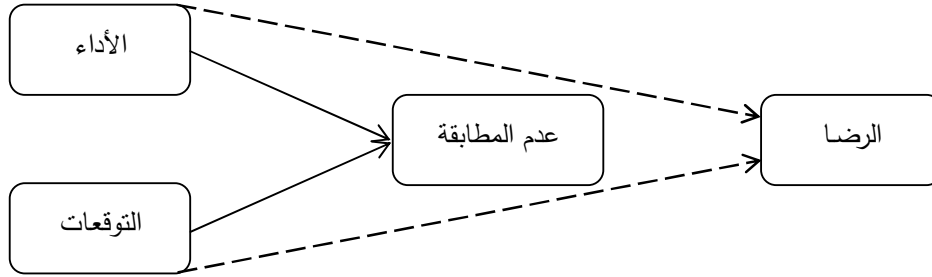 الأداء
عدم المطابقة
الرضا
التوقعات